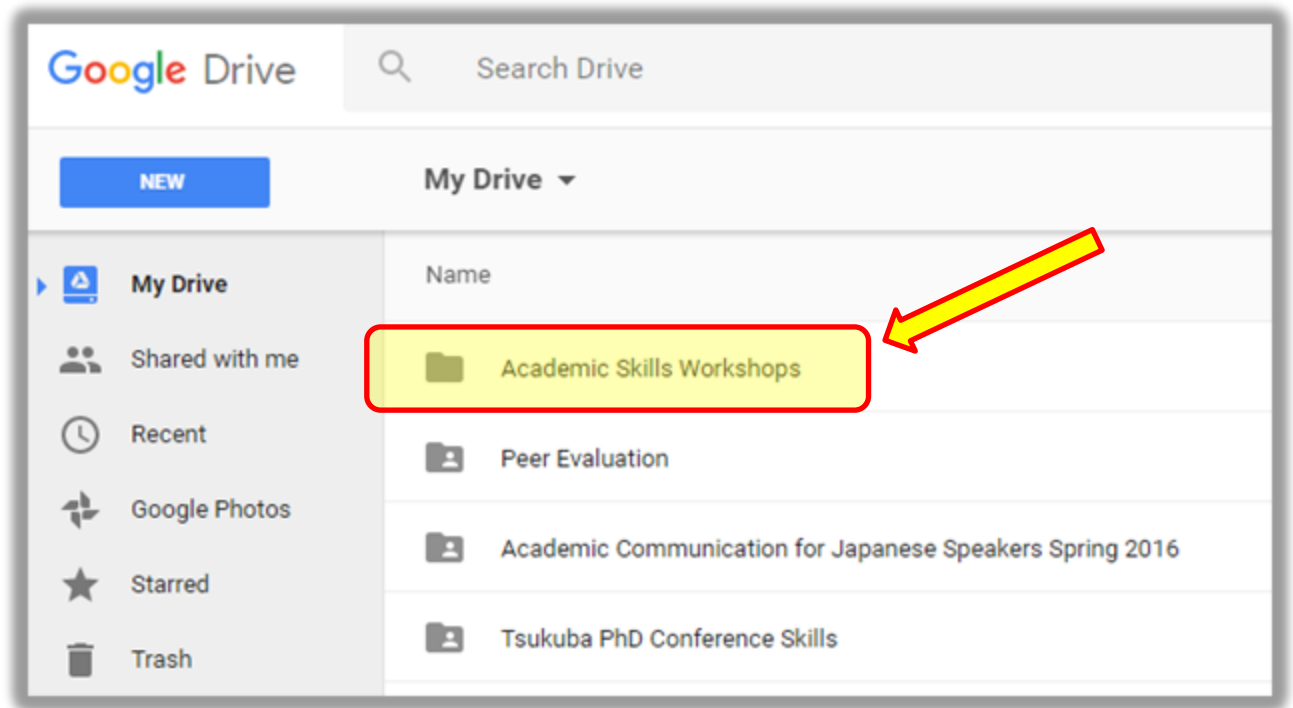 Google Drive
Search Drive
NEW
My Drive
My Drive
Shared with me
Recent
Google Photos
Starred
Trash
Name
Academic Skills Workshops
Peer Evaluation
Academic Communication for Japanese Speakers Spring 2016
Tsukuba PhD Conference Skills